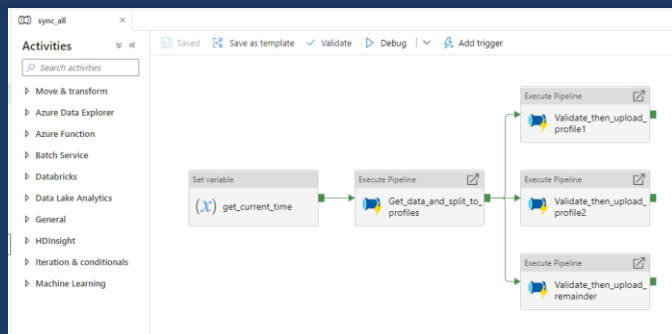 sync_all
Activities
Search activities
Move & transform
Azure Data Explorer
Azure Function
Batch Service
Databricks
Data Lake Analytics
General
HDInsight
Iteration & conditionals
Machine Learning
Saved Save as template Validate Debug Add trigger
Set variable
(x) get_current_time
Execute Pipeline
Get_data_and_split_to_
profiles
Execute Pipeline
Validate_then_upload_
profile1
Execute Pipeline
Validate_then_upload_
profile2
Execute Pipeline
Validate_then_upload_
remainder